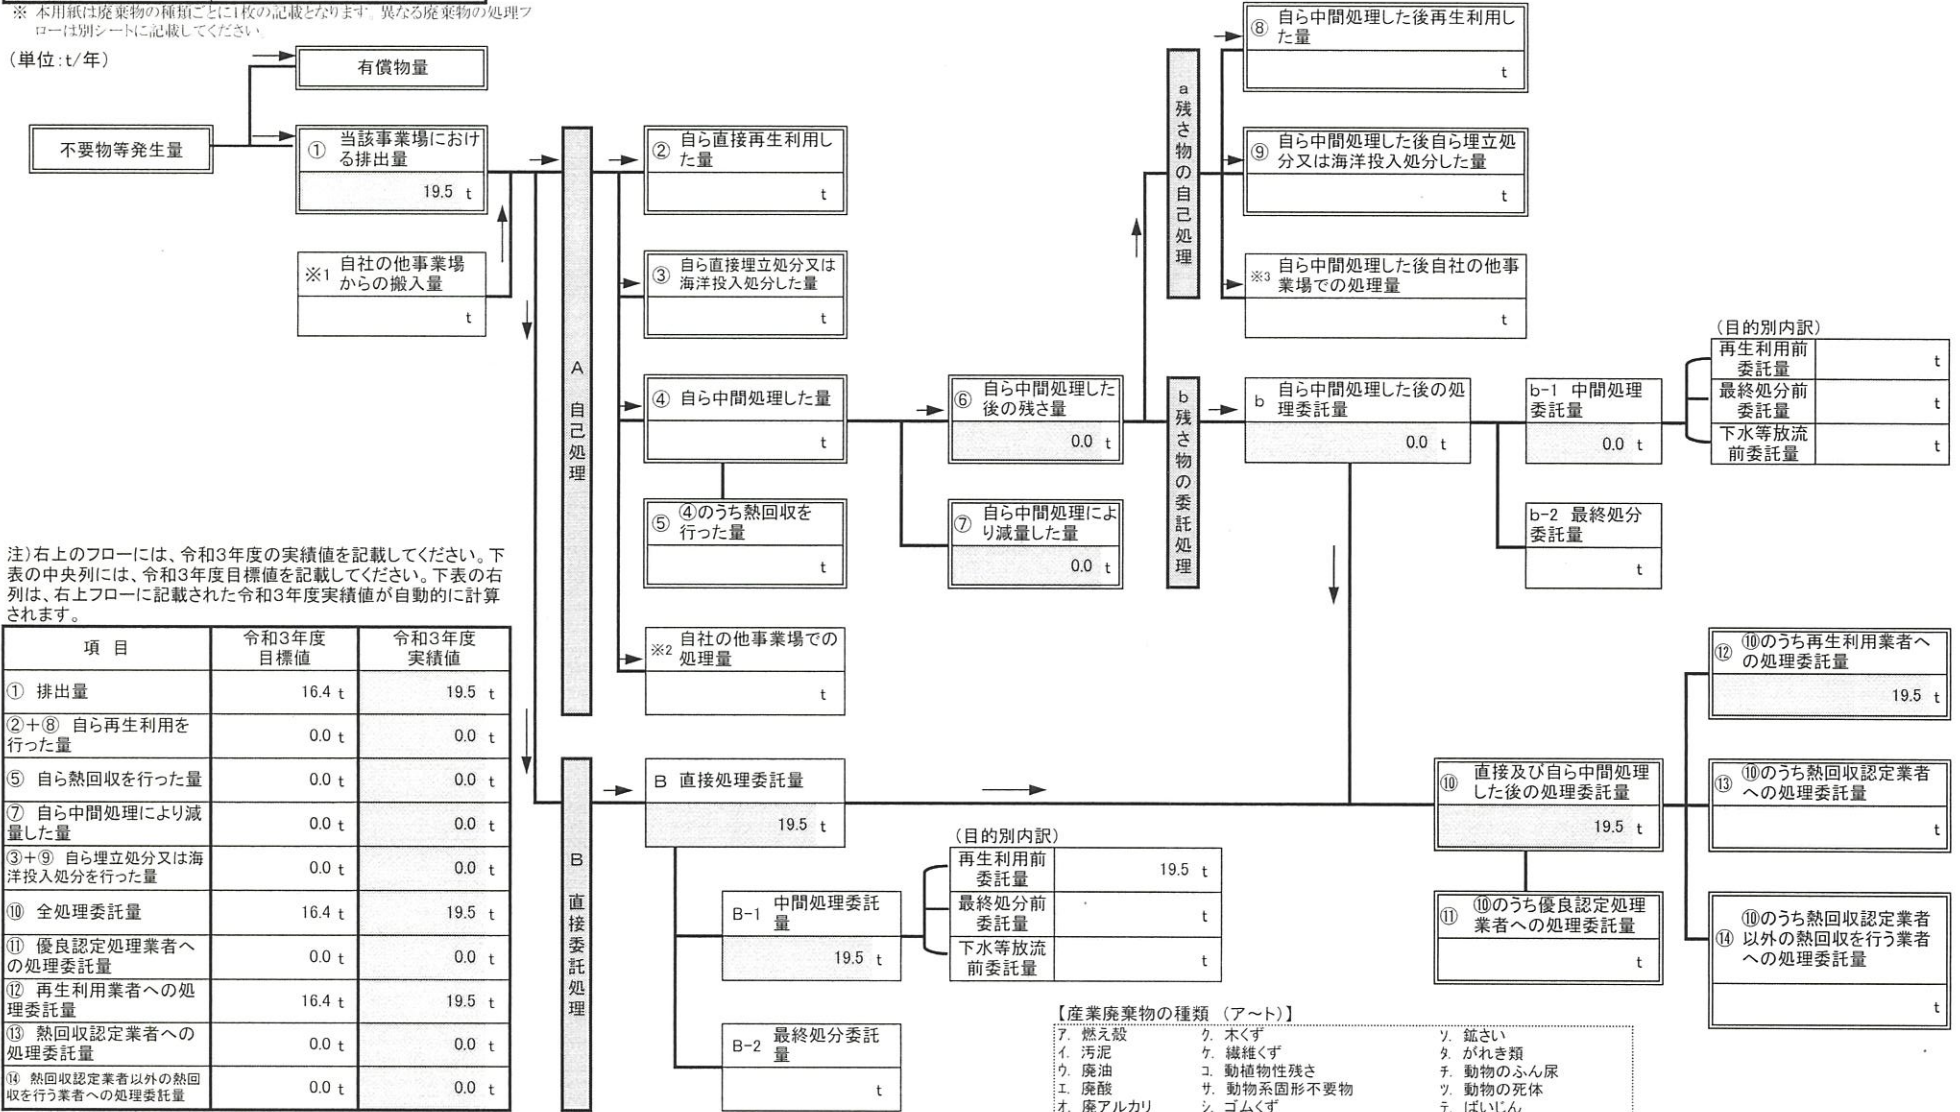 ※ 本用紙は廃棄物の種類ごとに1枚の記載となります。異なる廃棄物の処理フ
ローは別シートに記載してください。
(単位:t/年)
有償物量
不要物等発生量
① 当該事業場におけ
る排出量
19.5 t
※1 自社の他事業場
からの搬入量
t
A 自己処理
② 自ら直接再生利用し
た量
t
③ 自ら直接埋立処分又は
海洋投入処分した量
t
④ 自ら中間処理した量
t
⑤ ④のうち熱回収を
行った量
t
※2 自社の他事業場での
処理量
t
⑥ 自ら中間処理した
後の残さ量
0.0 t
⑦ 自ら中間処理によ
り減量した量
0.0 t
a 残さ物の自己処理
⑧ 自ら中間処理した後再生利用し
た量
t
⑨ 自ら中間処理した後自ら埋立処
分又は海洋投入処分した量
t
※3 自ら中間処理した後自社の他事
業場での処理量
t
b 残さ物の委託処理
b 自ら中間処理した後の処
理委託量
0.0 t
b-1 中間処理
委託量
0.0 t
b-2 最終処分
委託量
t
(目的別内訳)
再生利用前
委託量
t
最終処分前
委託量
t
下水等放流
前委託量
t
注)右上のフローには、令和3年度の実績値を記載してください。下
表の中央列には、令和3年度目標値を記載してください。下表の右
列は、右上フローに記載された令和3年度実績値が自動的に計算
されます。
項 目
令和3年度
目標値
令和3年度
実績値
① 排出量 16.4 t 19.5 t
②+⑧ 自ら再生利用を
行った量 0.0 t 0.0 t
⑤ 自ら熱回収を行った量 0.0 t 0.0 t
⑦ 自ら中間処理により減
量した量 0.0 t 0.0 t
③+⑨ 自ら埋立処分又は海
洋投入処分を行った量 0.0 t 0.0 t
⑩ 全処理委託量 16.4 t 19.5 t
⑪ 優良認定処理業者へ
の処理委託量 0.0 t 0.0 t
⑫ 再生利用業者への処
理委託量 16.4 t 19.5 t
⑬ 熱回収認定業者への
処理委託量 0.0 t 0.0 t
⑭ 熱回収認定業者以外の熱回
収を行う業者への処理委託量 0.0 t 0.0 t
B 直接委託処理
B 直接処理委託量
19.5 t
B-1 中間処理委託
量
19.5 t
B-2 最終処分委託
量
t
(目的別内訳)
再生利用前
委託量
19.5 t
最終処分前
委託量
t
下水等放流
前委託量
t
⑩ 直接及び自ら中間処理
した後の処理委託量
19.5 t
⑪ ⑩のうち優良認定処理
業者への処理委託量
t
⑫ ⑩のうち再生利用業者へ
の処理委託量
19.5 t
⑬ ⑩のうち熱回収認定業者
への処理委託量
t
⑭ ⑩のうち熱回収認定業者
以外の熱回収を行う業者
への処理委託量
t
【産業廃棄物の種類 (ア～ト)】
ア. 燃え殻 ク. 木くず ソ. 鉱さい
イ. 汚泥 ケ. 繊維くず タ. がれき類
ウ. 廃油 コ. 動植物性残さ チ. 動物のふん尿
エ. 廃酸 サ. 動物系固形不要物 ツ. 動物の死体
オ. 廃アルカリ シ. ゴムくず テ. ばいじん